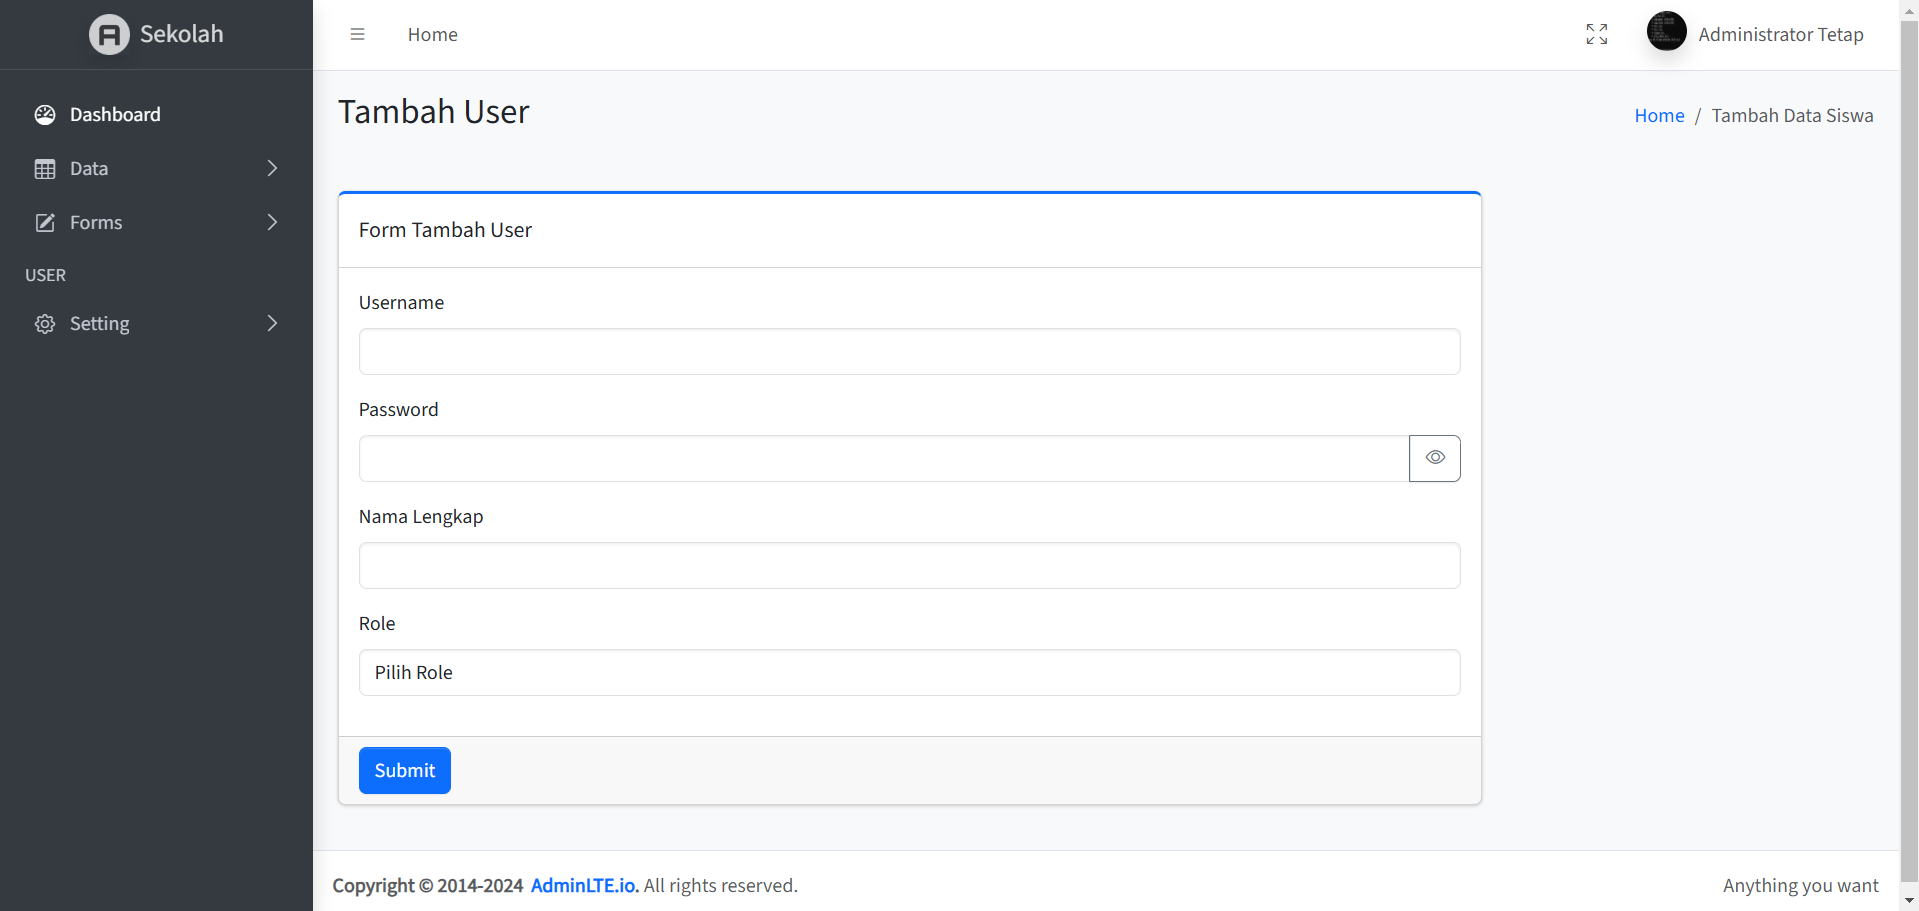 Sekolah
Home
Administrator Tetap
Dashboard
Data
Forms
USER
Setting
Tambah User
Home / Tambah Data Siswa
Form Tambah User
Username
Password
Nama Lengkap
Role
Pilih Role
Submit
Copyright © 2014-2024 AdminLTE.io. All rights reserved.
Anything you want